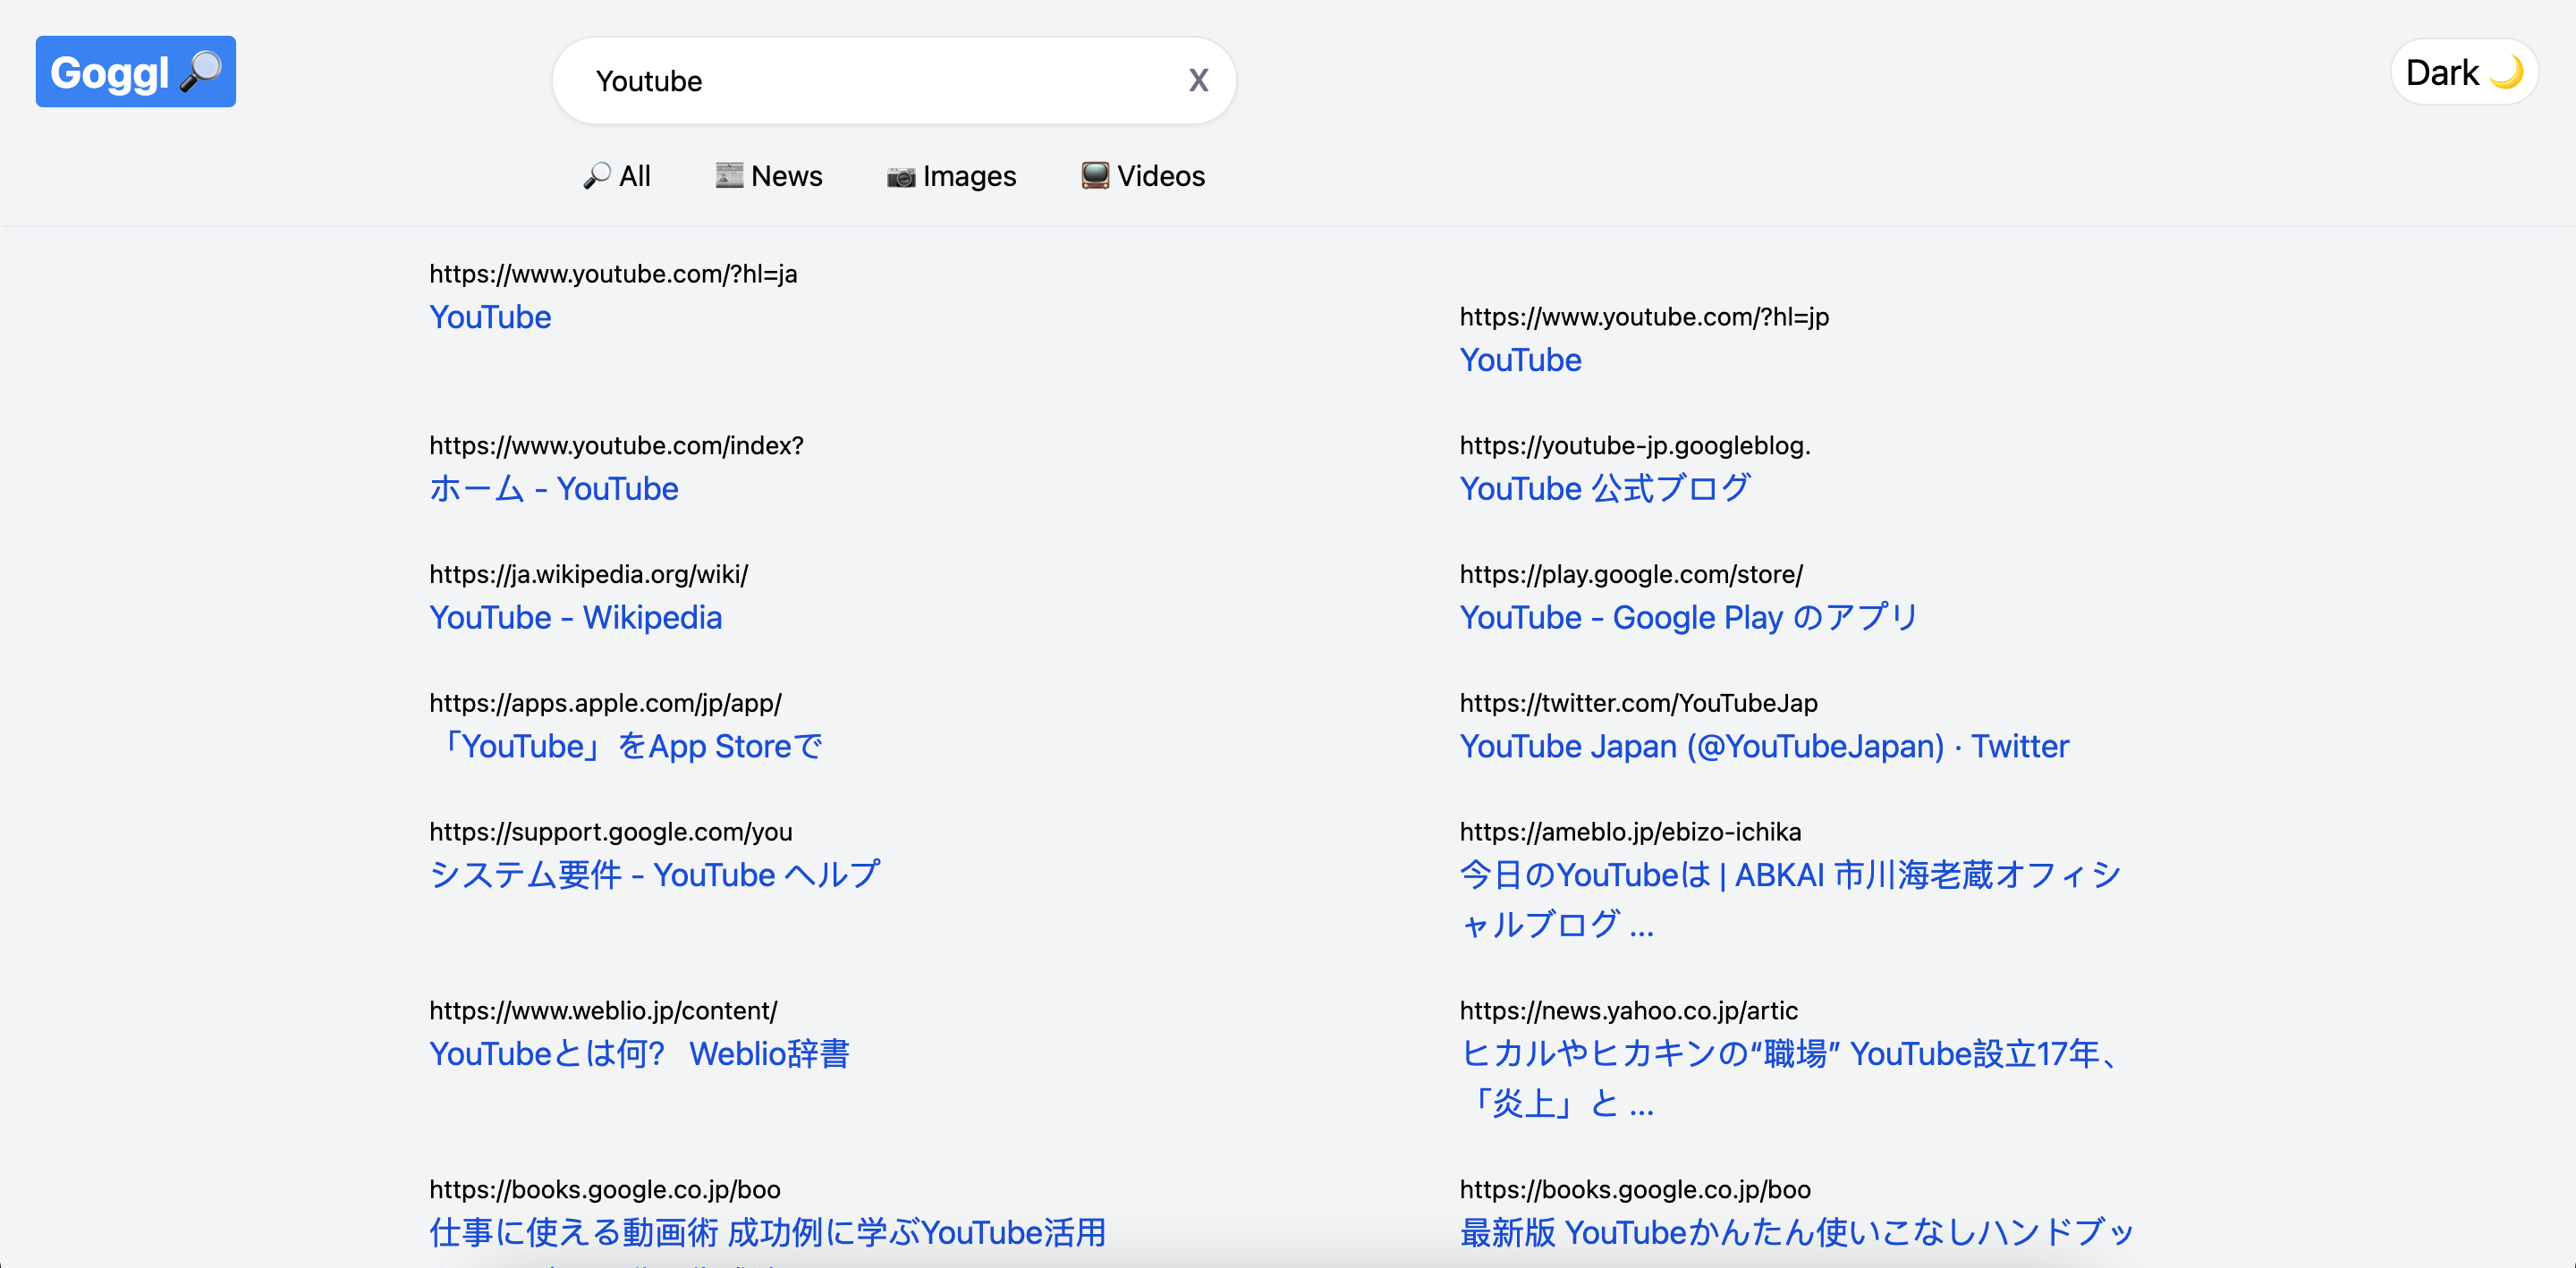 Goggl
Youtube
X
Dark
All
News
Images
Videos
https://www.youtube.com/?hl=ja
YouTube
https://www.youtube.com/?hl=jp
YouTube
https://www.youtube.com/index?
ホーム - YouTube
https://youtube-jp.googleblog.
YouTube 公式ブログ
https://ja.wikipedia.org/wiki/
YouTube - Wikipedia
https://play.google.com/store/
YouTube - Google Play のアプリ
https://apps.apple.com/jp/app/
「YouTube」をApp Storeで
https://twitter.com/YouTubeJap
YouTube Japan (@YouTubeJapan) · Twitter
https://support.google.com/you
システム要件 - YouTube ヘルプ
https://ameblo.jp/ebizo-ichika
今日のYouTubeは | ABKAI 市川海老蔵オフィシ
ャルブログ ...
https://www.weblio.jp/content/
YouTubeとは何? Weblio辞書
https://news.yahoo.co.jp/artic
ヒカルやヒカキンの“職場” YouTube設立17年、
「炎上」と ...
https://books.google.co.jp/boo
仕事に使える動画術 成功例に学ぶYouTube活用
https://books.google.co.jp/boo
最新版 YouTubeかんたん使いこなしハンドブッ